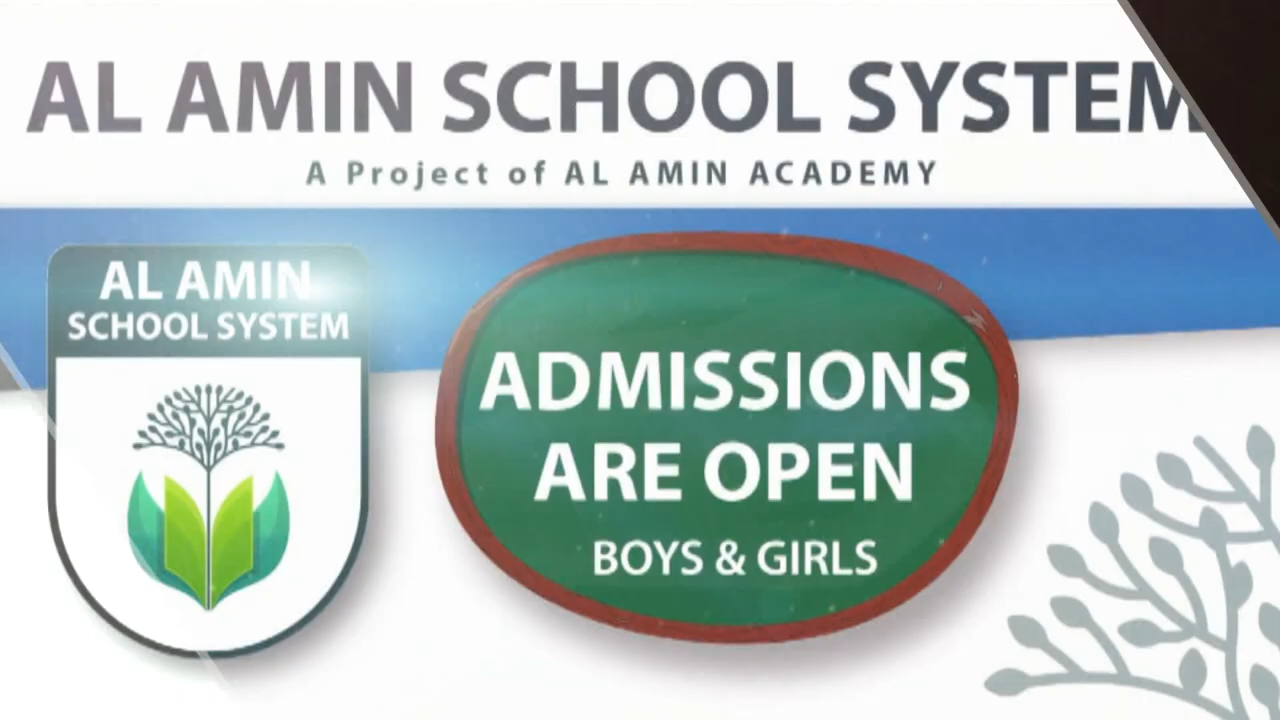 AL AMIN SCHOOL SYSTEM
A Project of AL AMIN ACADEMY
AL AMIN
SCHOOL SYSTEM
ADMISSIONS
ARE OPEN
BOYS & GIRLS